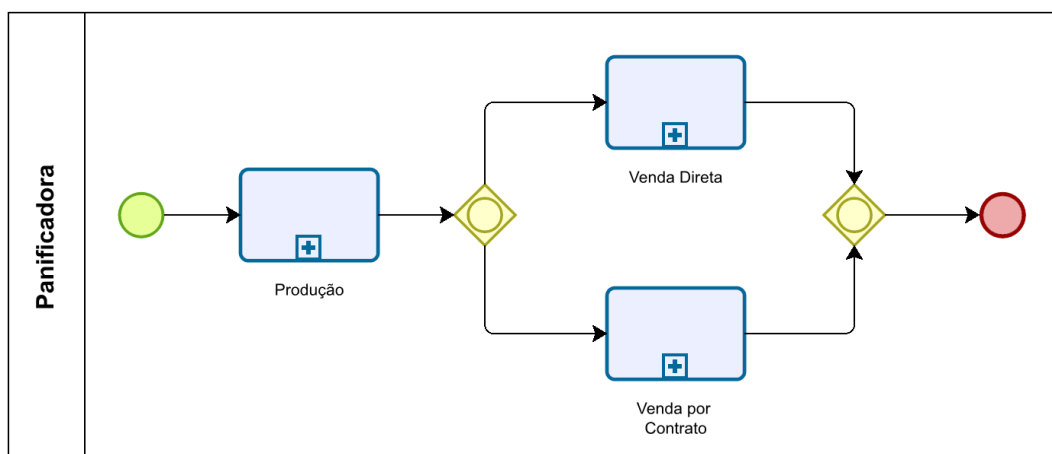 Panificadora
Produção
Venda Direta
Venda por
Contrato